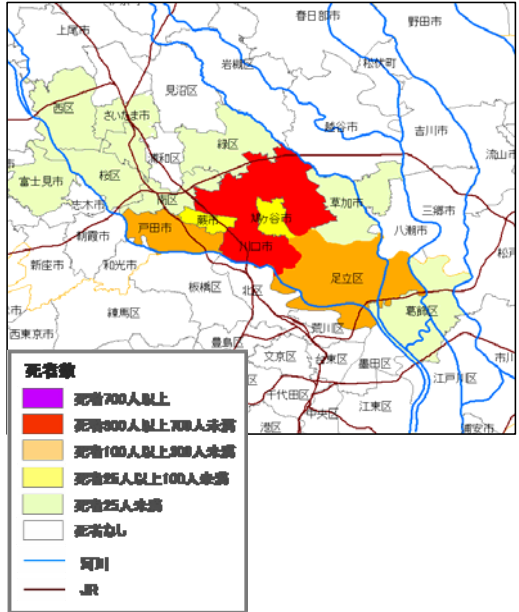 春日部市
上尾市
野田市
岩槻区
松伏町
見沼区
西区
さいたま市
越谷市
吉川市
浦和区
緑区
流山市
富士見市
桜区
南区
志木市
草加市
三郷市
戸田市
蕨市
鳩ヶ谷市
朝霞市
八潮市
川口市
松戸
新座市
和光市
足立区
板橋区
北区
練馬区
葛飾区
荒川区
西東京市
豊島区
文京区
台東区
墨田区
江戸川区
市川
千代田区
江東区
中央区
港区
浦安市
死者数
死者700人以上
死者300人以上700人未満
死者100人以上300人未満
死者25人以上100人未満
死者25人未満
死者なし
河川
JR